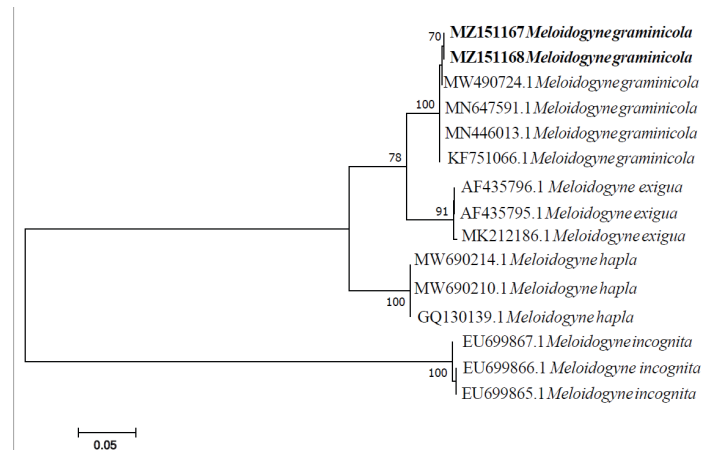 70
MZ151167 Meloidogyne graminicola
MZ151168 Meloidogyne graminicola
MW490724.1 Meloidogyne graminicola
100
MN647591.1 Meloidogyne graminicola
MN446013.1 Meloidogyne graminicola
KF751066.1 Meloidogyne graminicola
78
AF435796.1 Meloidogyne exigua
91
AF435795.1 Meloidogyne exigua
MK212186.1 Meloidogyne exigua
MW690214.1 Meloidogyne hapla
MW690210.1 Meloidogyne hapla
100
GQ130139.1 Meloidogyne hapla
EU699867.1 Meloidogyne incognita
EU699866.1 Meloidogyne incognita
100
EU699865.1 Meloidogyne incognita
0.05